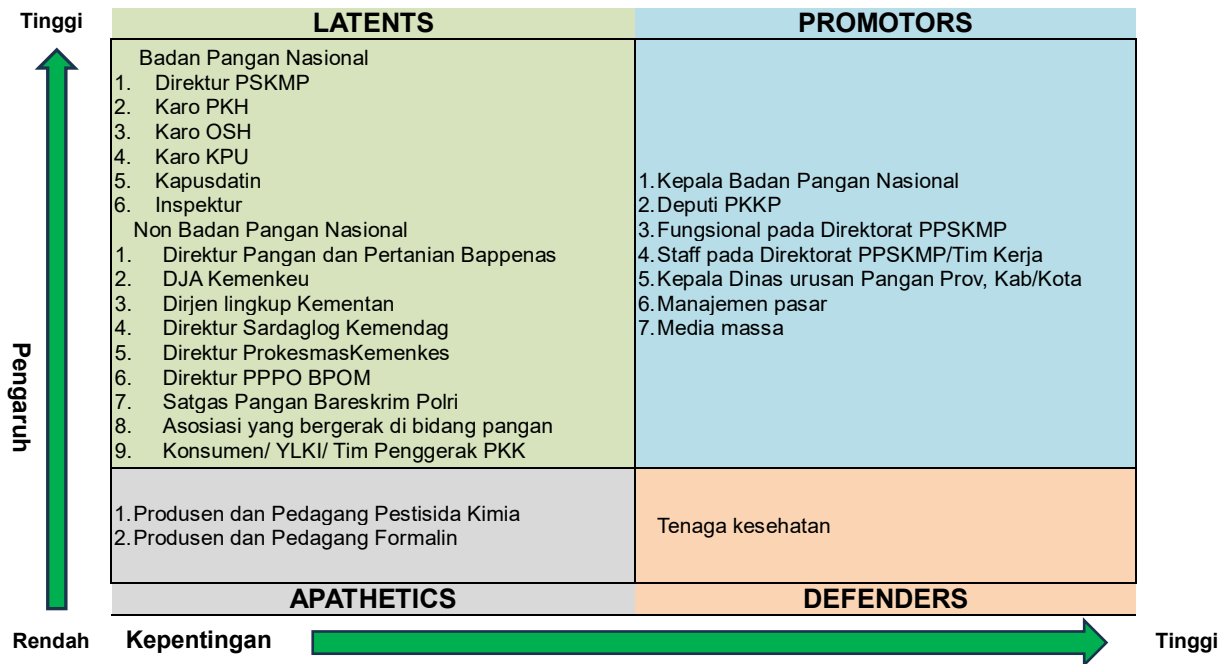 Tinggi
LATENTS
PROMOTORS
Badan Pangan Nasional
1. Direktur PSKMP
2. Karo PKH
3. Karo OSH
4. Karo KPU
5. Kapusdatin
6. Inspektur
Non Badan Pangan Nasional
1. Direktur Pangan dan Pertanian Bappenas
2. DJA Kemenkeu
3. Dirjen lingkup Kementan
4. Direktur Sardaglog Kemendag
5. Direktur ProkesmasKemenkes
6. Direktur PPPO BPOM
7. Satgas Pangan Bareskrim Polri
8. Asosiasi yang bergerak di bidang pangan
9. Konsumen/ YLKI/ Tim Penggerak PKK
1.Kepala Badan Pangan Nasional
2.Deputi PKKP
3.Fungsional pada Direktorat PPSKMP
4.Staff pada Direktorat PPSKMP/Tim Kerja
5.Kepala Dinas urusan Pangan Prov, Kab/Kota
6.Manajemen pasar
7.Media massa
Pengaruh
1.Produsen dan Pedagang Pestisida Kimia
2.Produsen dan Pedagang Formalin
Tenaga kesehatan
APATHETICS
DEFENDERS
Rendah
Kepentingan
Tinggi